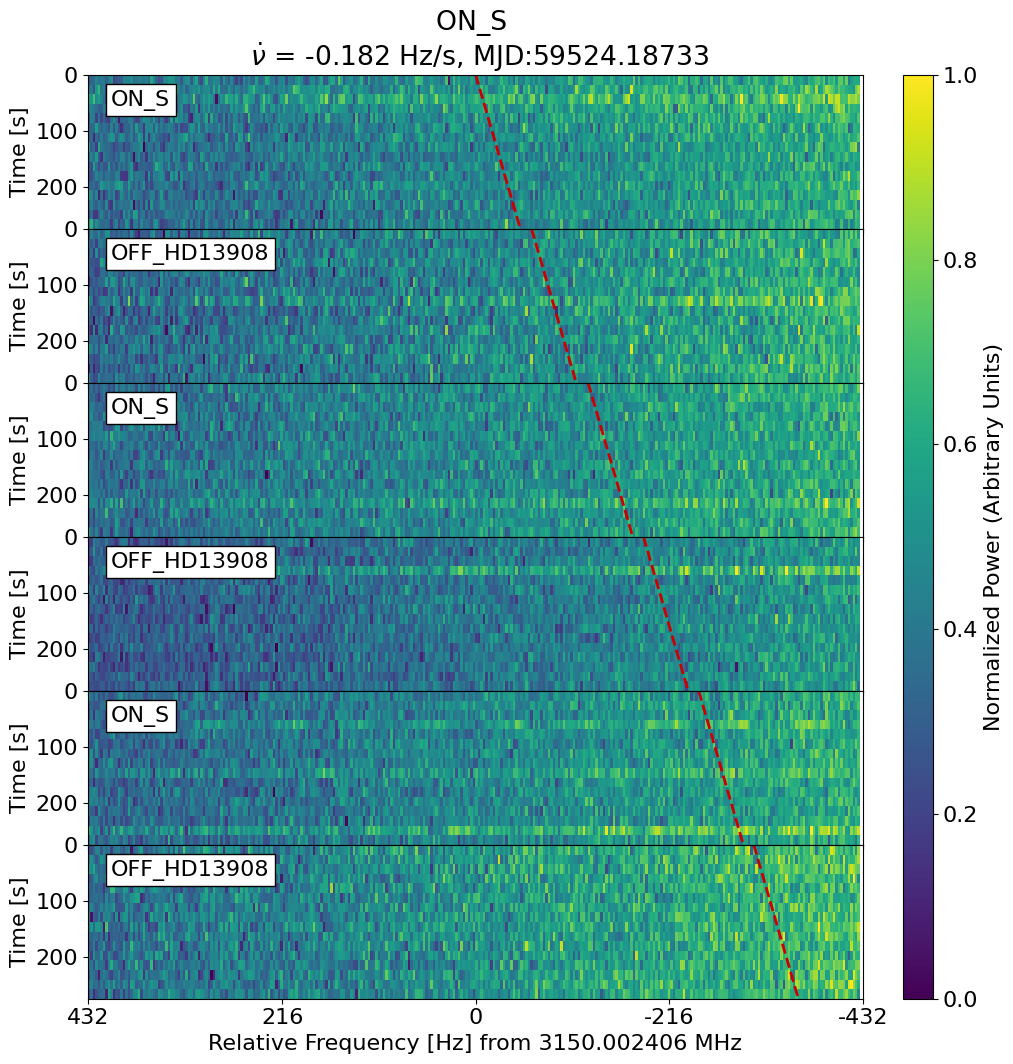 ON_S
ν̇ = -0.182 Hz/s, MJD:59524.18733
0
100
200
Time [s]
ON_S
0
100
200
Time [s]
OFF_HD13908
0
100
200
Time [s]
ON_S
0
100
200
Time [s]
OFF_HD13908
0
100
200
Time [s]
ON_S
0
100
200
Time [s]
OFF_HD13908
432
216
0
-216
-432
Relative Frequency [Hz] from 3150.002406 MHz
1.0
0.8
0.6
0.4
0.2
0.0
Normalized Power (Arbitrary Units)